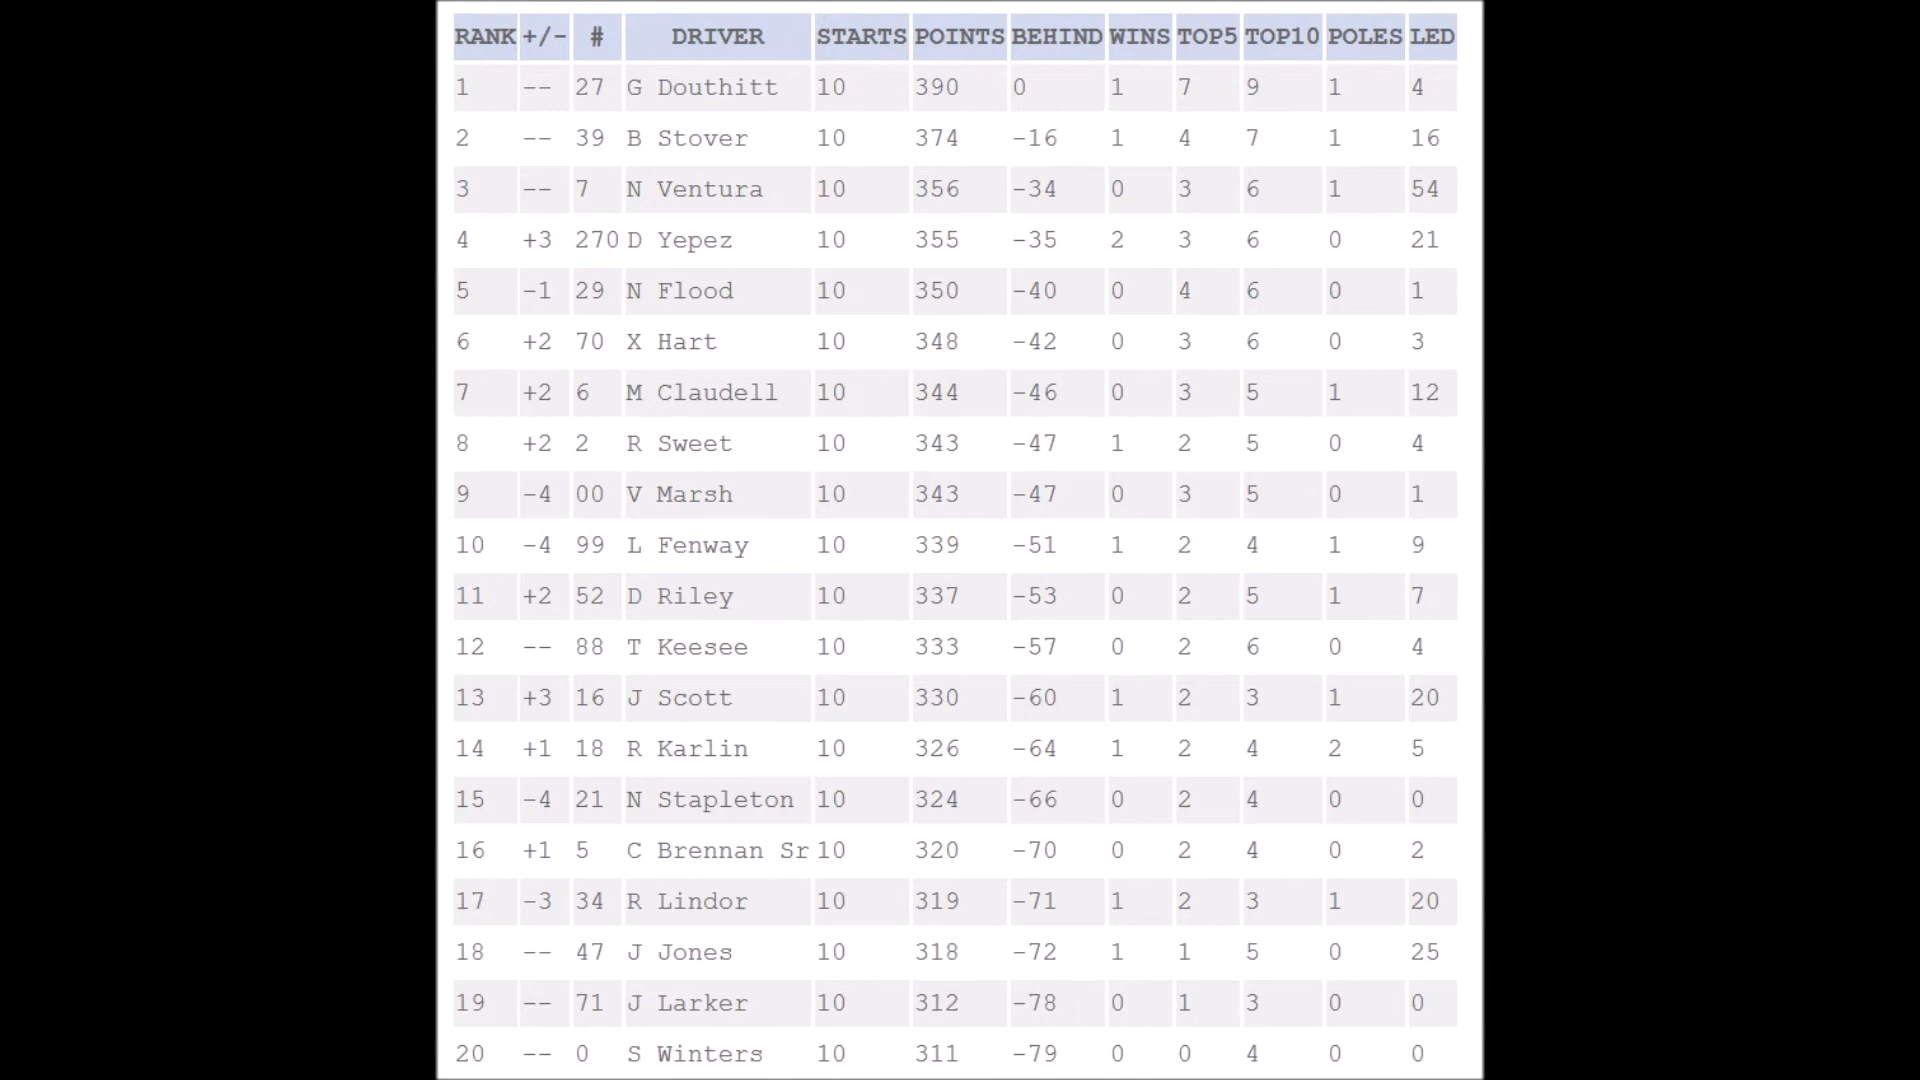 RANK +/- # DRIVER STARTS POINTS BEHIND WINS TOP5 TOP10 POLES LED
1 -- 27 G Douthitt 10 390 0 1 7 9 1 4
2 -- 39 B Stover 10 374 -16 1 4 7 1 16
3 -- 7 N Ventura 10 356 -34 0 3 6 1 54
4 +3 270 D Yepez 10 355 -35 2 3 6 0 21
5 -1 29 N Flood 10 350 -40 0 4 6 0 1
6 +2 70 X Hart 10 348 -42 0 3 6 0 3
7 +2 6 M Claudell 10 344 -46 0 3 5 1 12
8 +2 2 R Sweet 10 343 -47 1 2 5 0 4
9 -4 00 V Marsh 10 343 -47 0 3 5 0 1
10 -4 99 L Fenway 10 339 -51 1 2 4 1 9
11 +2 52 D Riley 10 337 -53 0 2 5 1 7
12 -- 88 T Keesee 10 333 -57 0 2 6 0 4
13 +3 16 J Scott 10 330 -60 1 2 3 1 20
14 +1 18 R Karlin 10 326 -64 1 2 4 2 5
15 -4 21 N Stapleton 10 324 -66 0 2 4 0 0
16 +1 5 C Brennan Sr 10 320 -70 0 2 4 0 2
17 -3 34 R Lindor 10 319 -71 1 2 3 1 20
18 -- 47 J Jones 10 318 -72 1 1 5 0 25
19 -- 71 J Larker 10 312 -78 0 1 3 0 0
20 -- 0 S Winters 10 311 -79 0 0 4 0 0